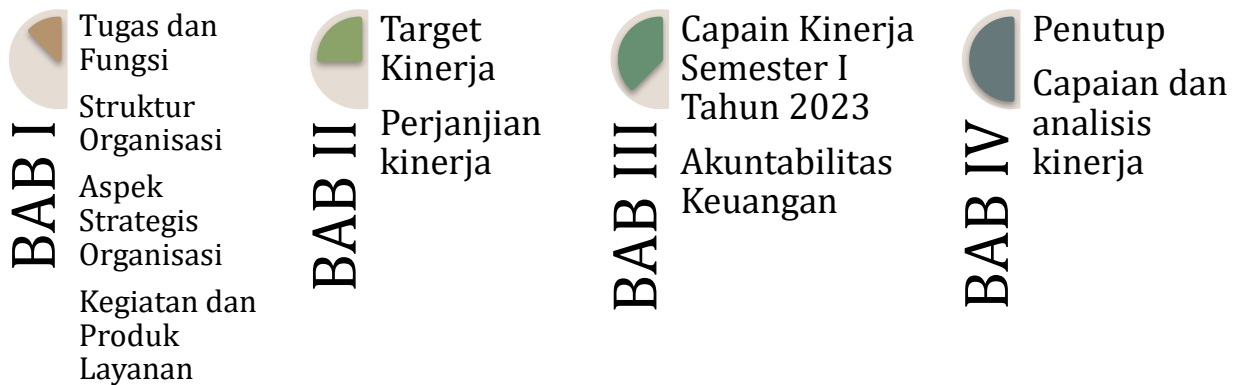 BAB I
Tugas dan
Fungsi
Struktur
Organisasi
Aspek
Strategis
Organisasi
Kegiatan dan
Produk
Layanan
BAB II
Target
Kinerja
Perjanjian
kinerja
BAB III
Capain Kinerja
Semester I
Tahun 2023
Akuntabilitas
Keuangan
BAB IV
Penutup
Capaian dan
analisis
kinerja